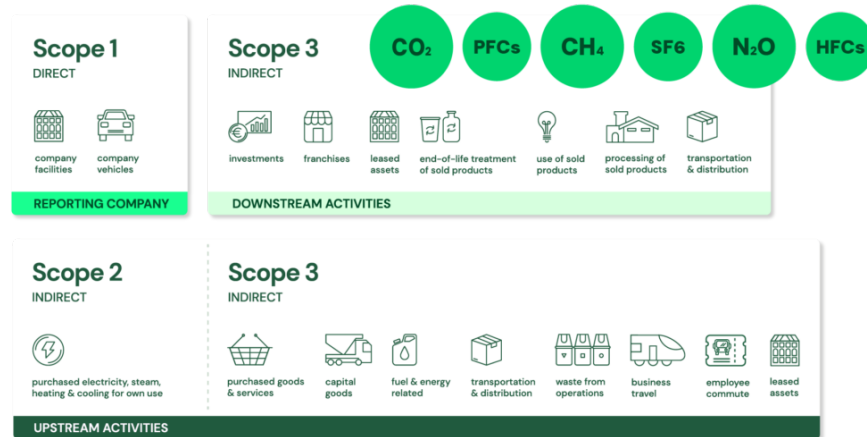 Scope 1
DIRECT
company
facilities
company
vehicles
REPORTING COMPANY
Scope 3
INDIRECT
CO₂
PFCs
CH₄
SF6
N₂O
HFCs
investments
franchises
leased
assets
end-of-life treatment
of sold products
use of sold
products
processing of
sold products
transportation
& distribution
DOWNSTREAM ACTIVITIES
Scope 2
INDIRECT
purchased electricity, steam,
heating & cooling for own use
Scope 3
INDIRECT
purchased goods
& services
capital
goods
fuel & energy
related
transportation
& distribution
waste from
operations
business
travel
employee
commute
leased
assets
UPSTREAM ACTIVITIES